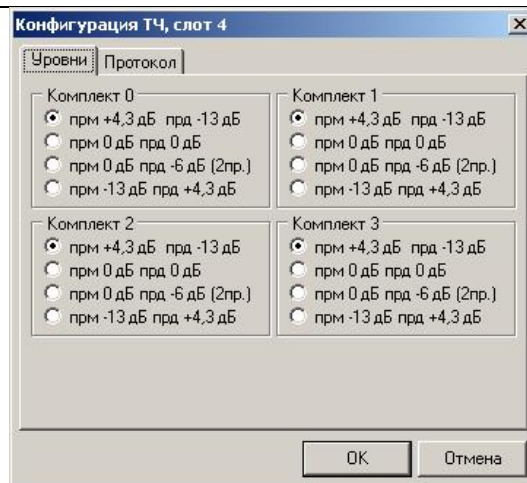 Конфигурация ТЧ, слот 4
Уровни Протокол
Комплект 0
прм +4,3 дБ прд -13 дБ
прм 0 дБ прд 0 дБ
прм 0 дБ прд -6 дБ (2пр.)
прм -13 дБ прд +4,3 дБ
Комплект 1
прм +4,3 дБ прд -13 дБ
прм 0 дБ прд 0 дБ
прм 0 дБ прд -6 дБ (2пр.)
прм -13 дБ прд +4,3 дБ
Комплект 2
прм +4,3 дБ прд -13 дБ
прм 0 дБ прд 0 дБ
прм 0 дБ прд -6 дБ (2пр.)
прм -13 дБ прд +4,3 дБ
Комплект 3
прм +4,3 дБ прд -13 дБ
прм 0 дБ прд 0 дБ
прм 0 дБ прд -6 дБ (2пр.)
прм -13 дБ прд +4,3 дБ
OK Отмена